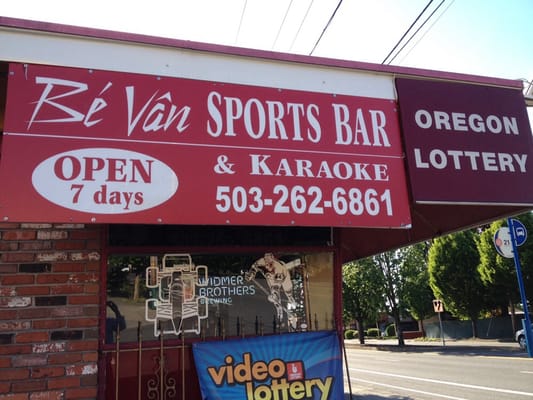 Bé Vân SPORTS BAR
& KARAOKE
OPEN
7 days
503-262-6861
OREGON
LOTTERY
WIDMER
BROTHERS
BREWING
video
lottery